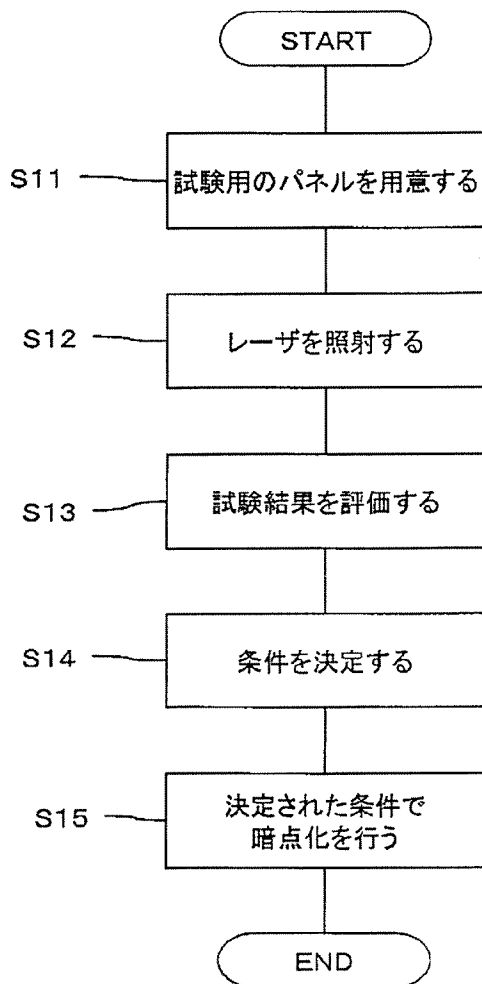 START
S11
試験用のパネルを用意する
S12
レーザを照射する
S13
試験結果を評価する
S14
条件を決定する
S15
決定された条件で
暗点化を行う
END